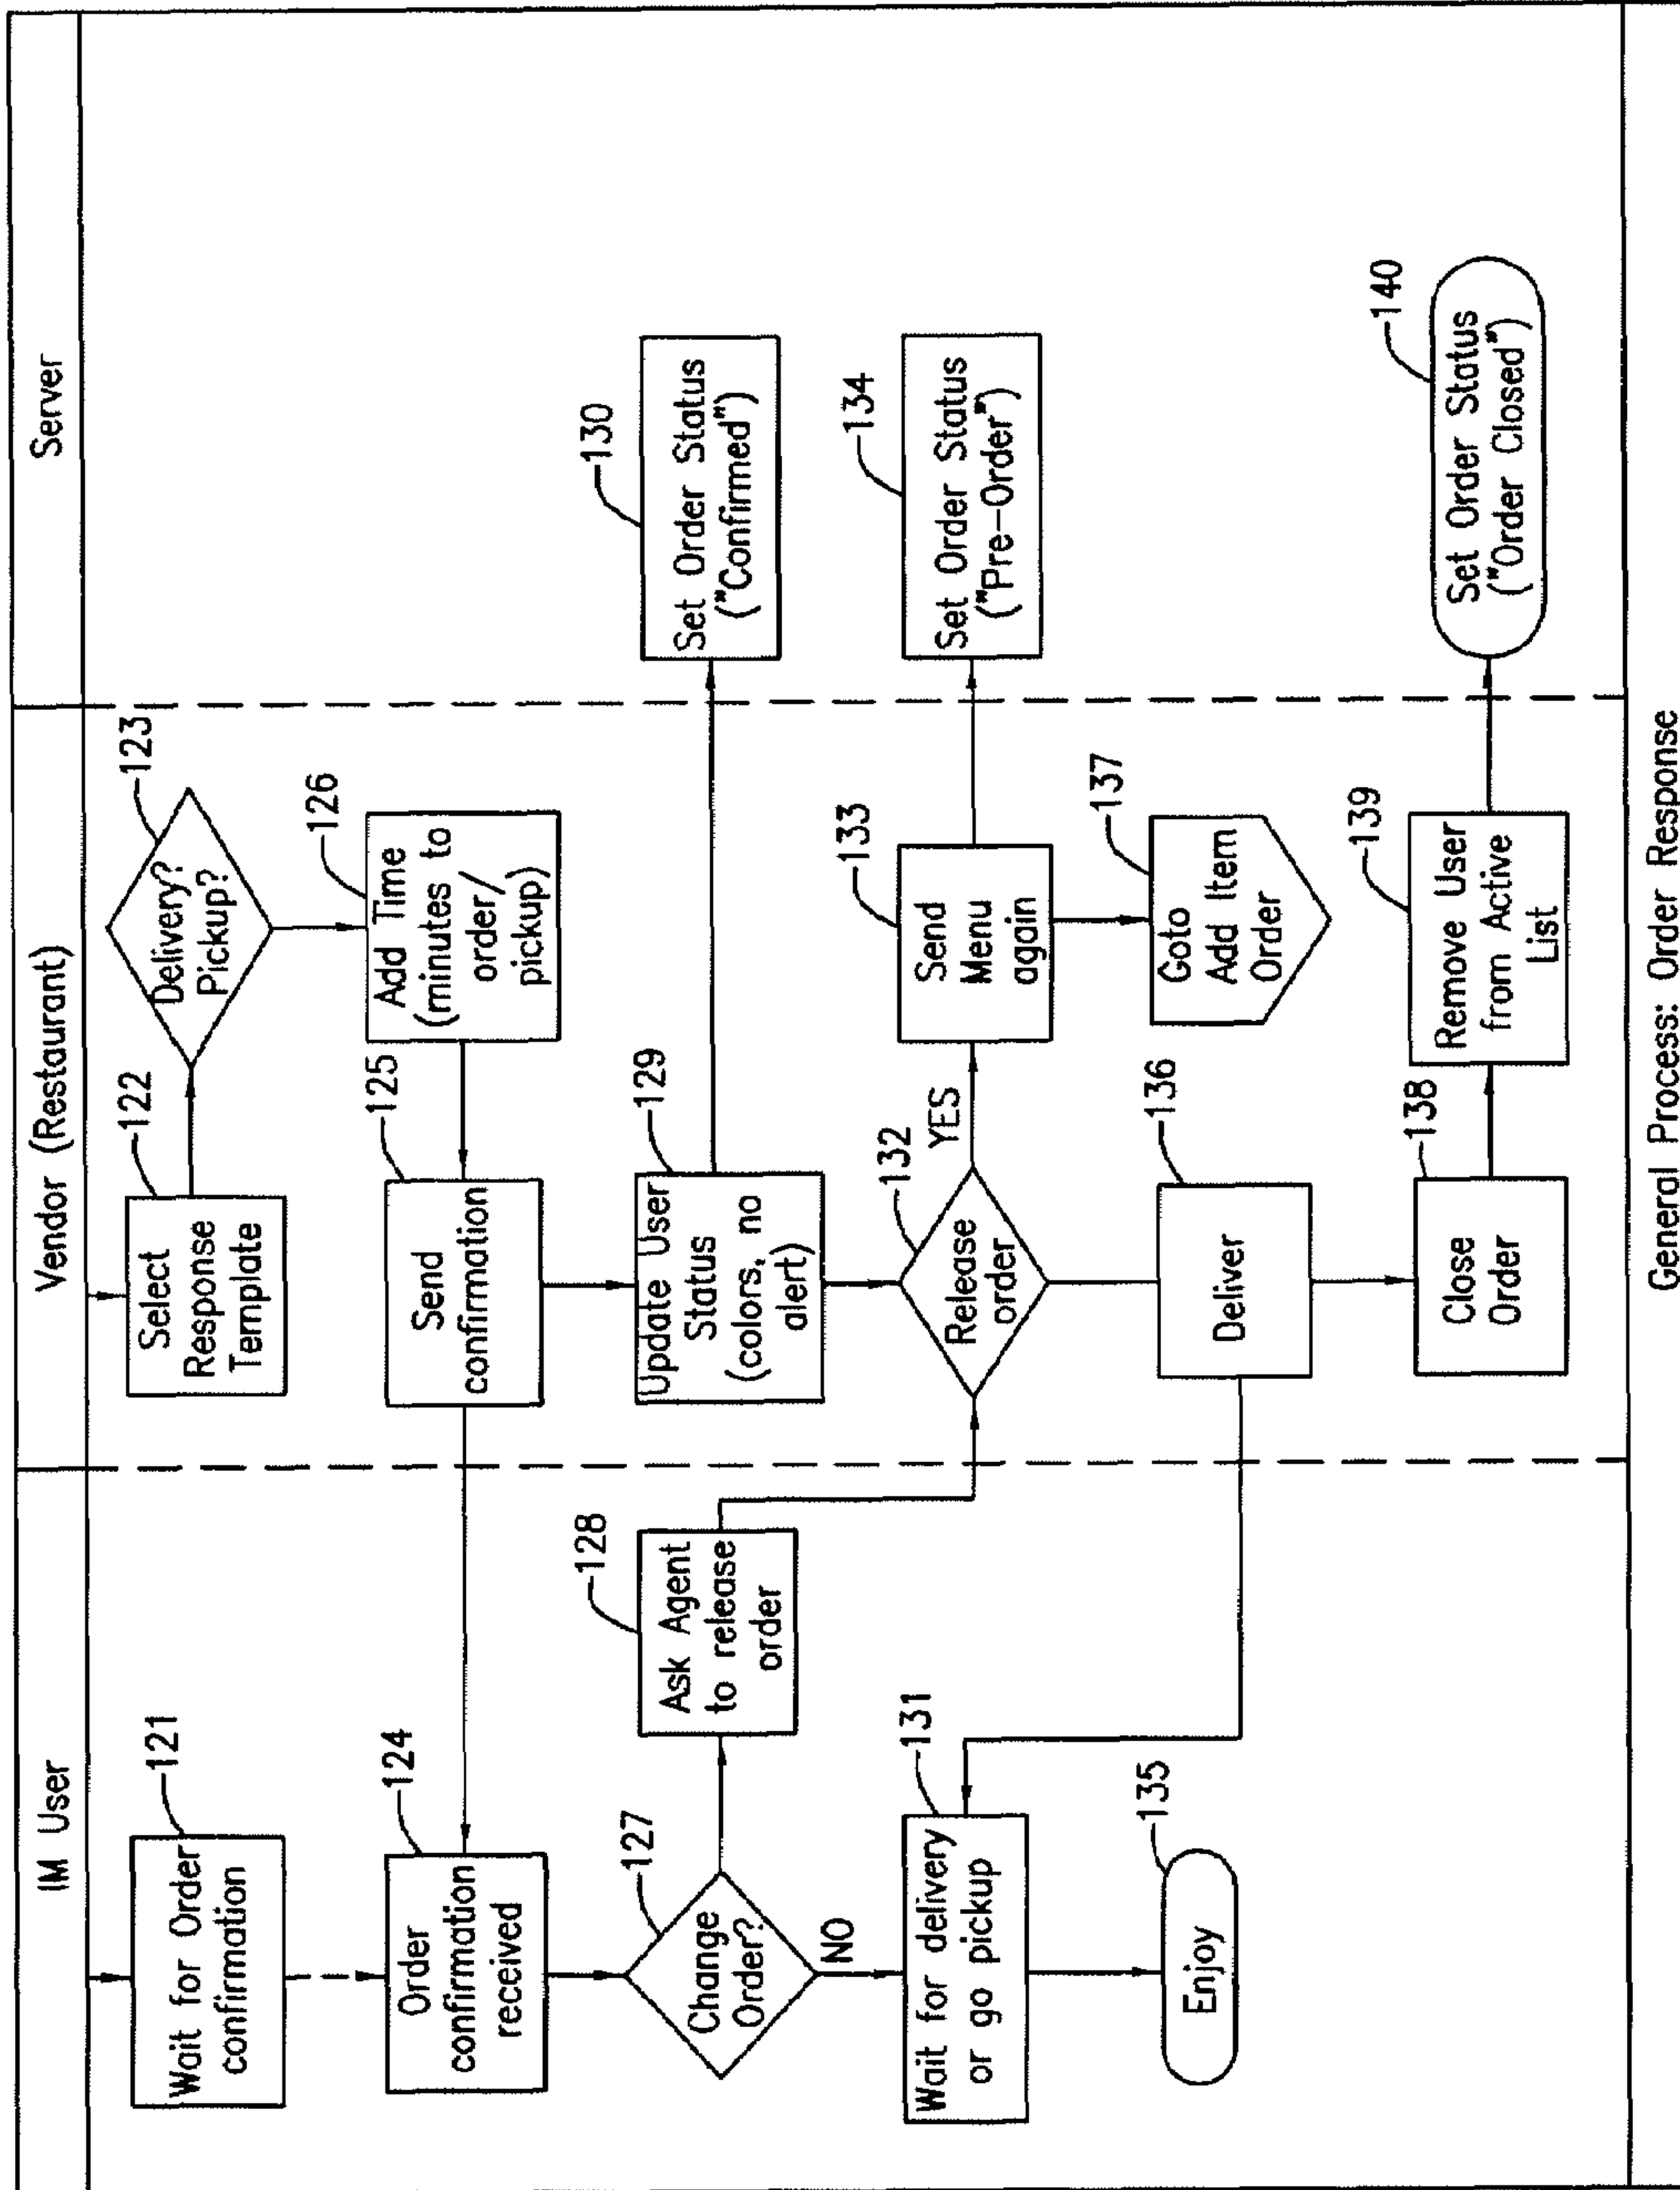 IM User
Vendor (Restaurant)
Server
121
Wait for Order
confirmation
122
Select
Response
Template
123
Delivery?
Pickup?
124
Order
confirmation
received
125
Send
confirmation
126
Add Time
(minutes to
order/
pickup)
127
Change
Order?
NO
128
Ask Agent
to release
order
129
Update User
Status
(colors, no
alert)
130
Set Order Status
("Confirmed")
131
Wait for delivery
or go pickup
132
Release
order
YES
133
Send
Menu
again
134
Set Order Status
("Pre-Order")
135
Enjoy
136
Deliver
137
Goto
Add Item
Order
138
Close
Order
139
Remove User
from Active
List
140
Set Order Status
("Order Closed")
General Process: Order Response